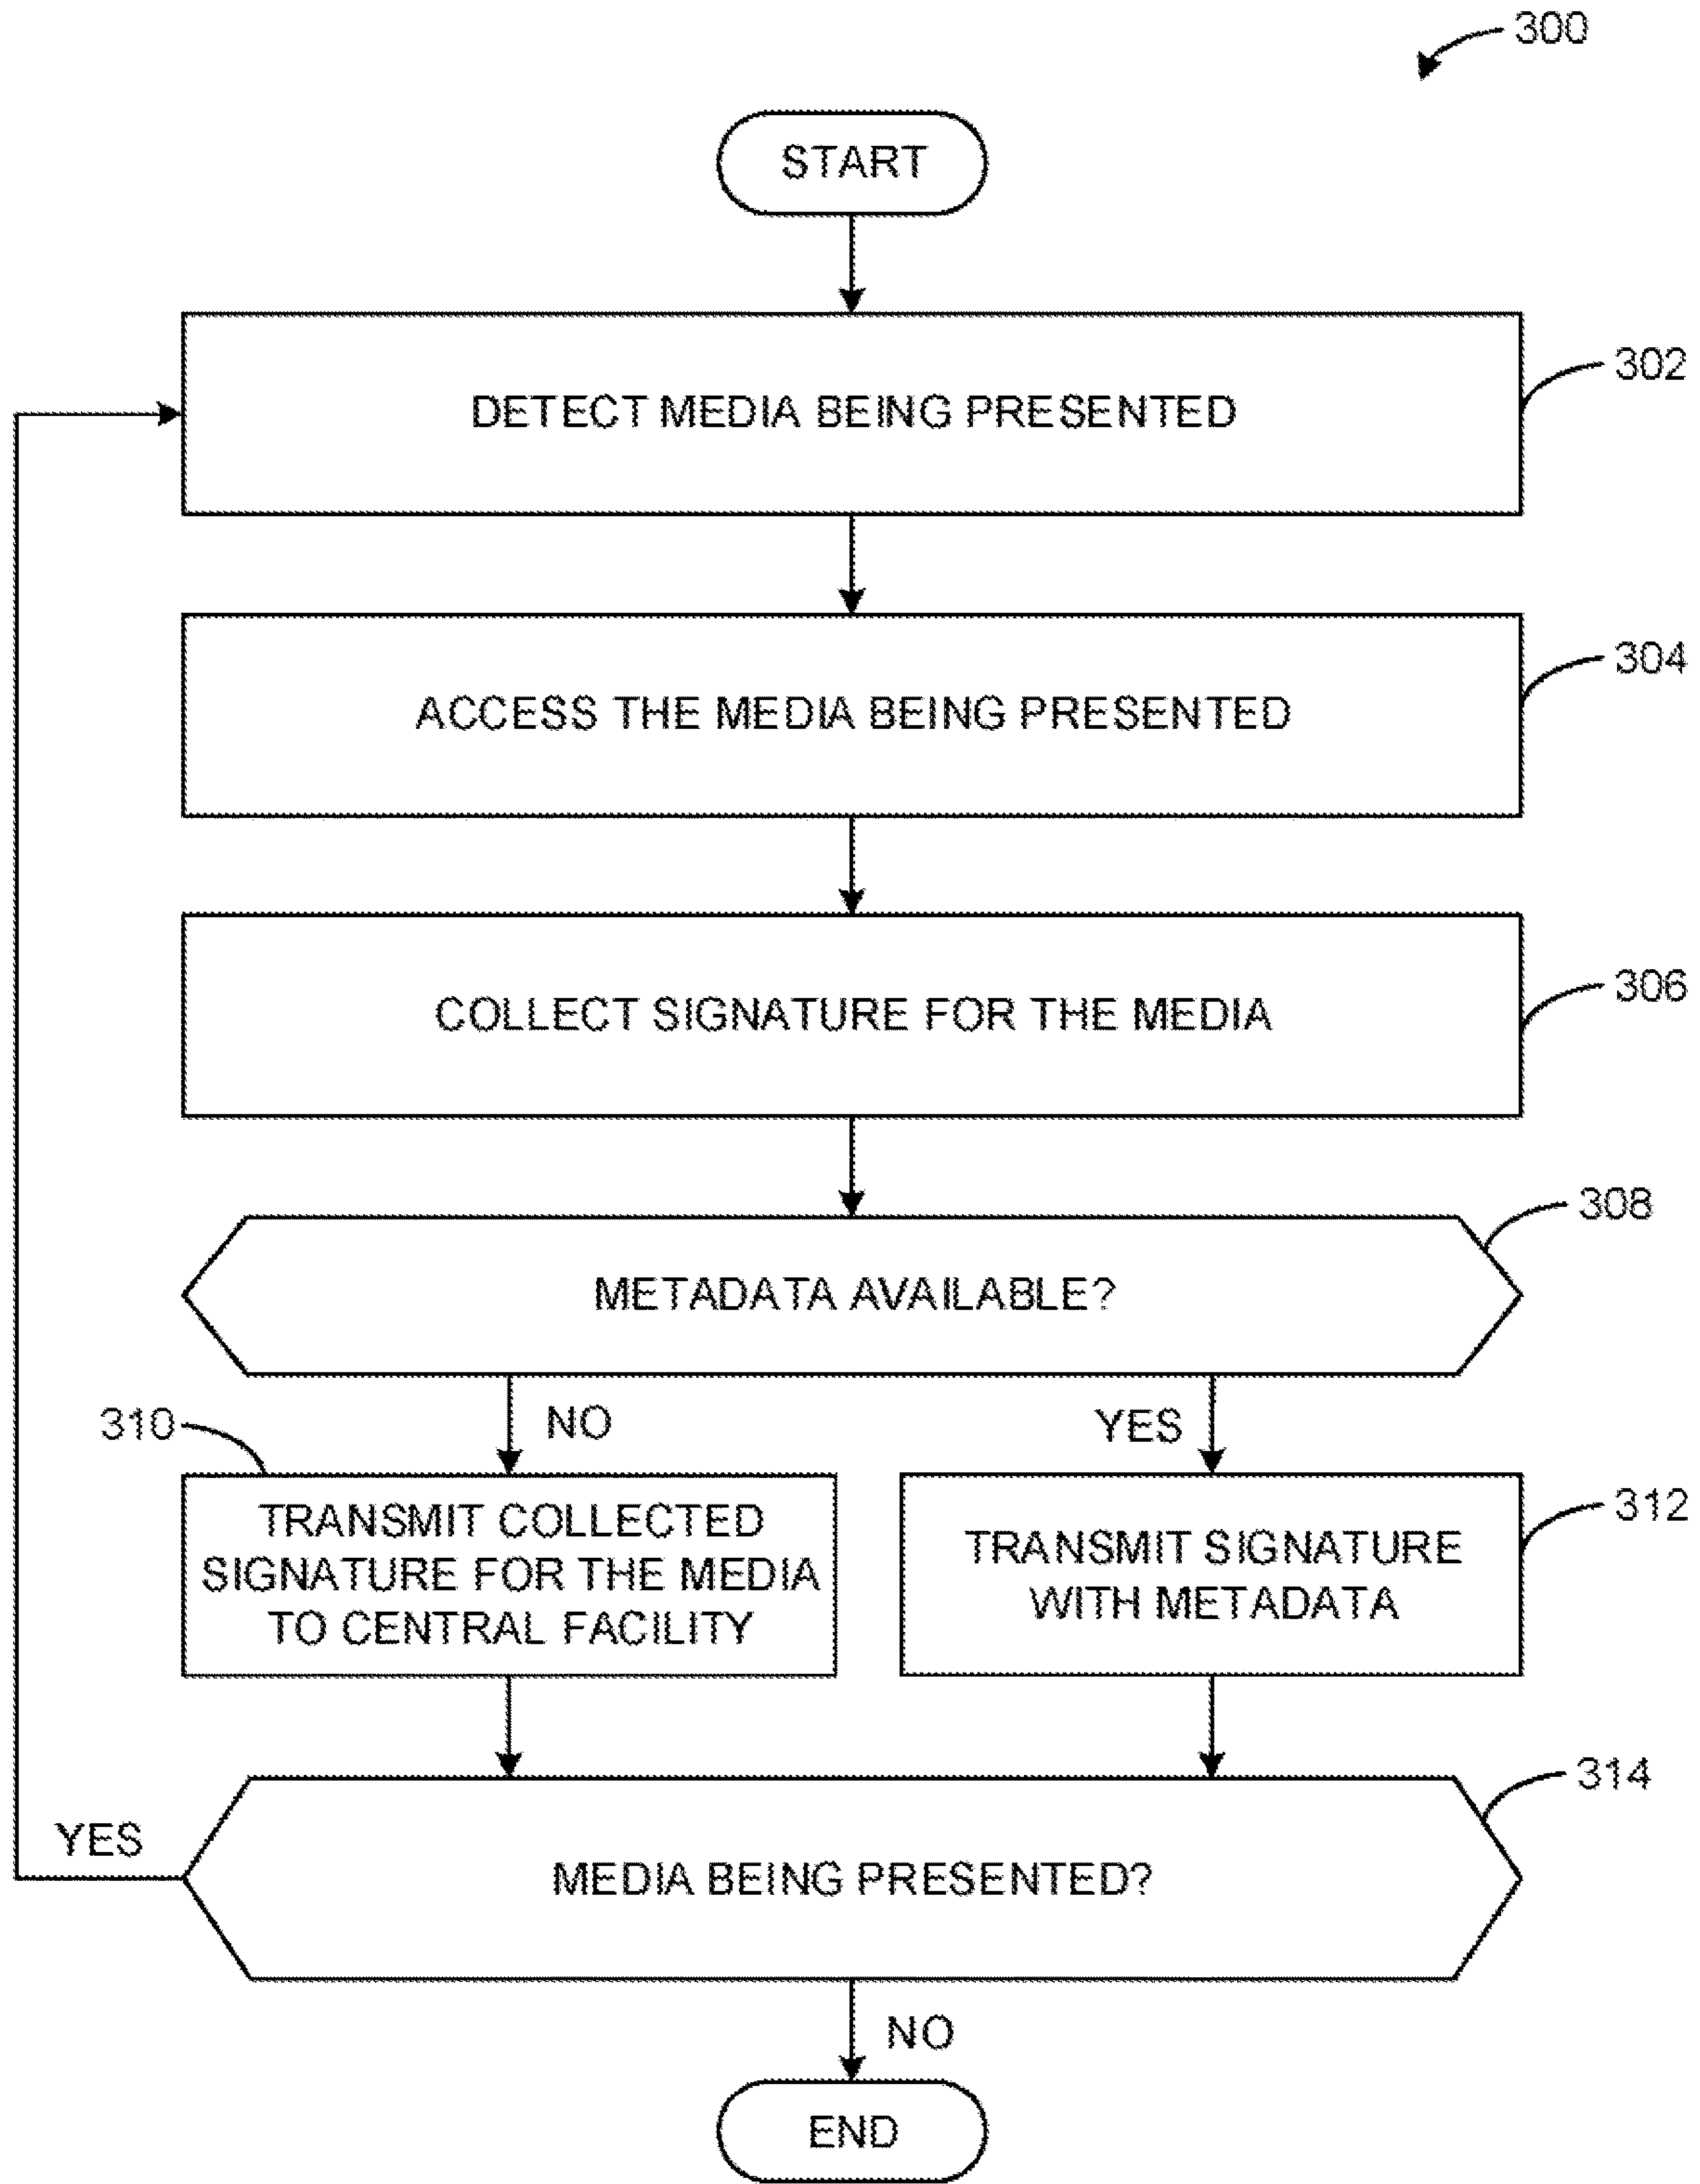 300
START
DETECT MEDIA BEING PRESENTED
302
ACCESS THE MEDIA BEING PRESENTED
304
COLLECT SIGNATURE FOR THE MEDIA
306
METADATA AVAILABLE?
308
NO
YES
310
TRANSMIT COLLECTED
SIGNATURE FOR THE MEDIA
TO CENTRAL FACILITY
TRANSMIT SIGNATURE
WITH METADATA
312
YES
MEDIA BEING PRESENTED?
314
NO
END